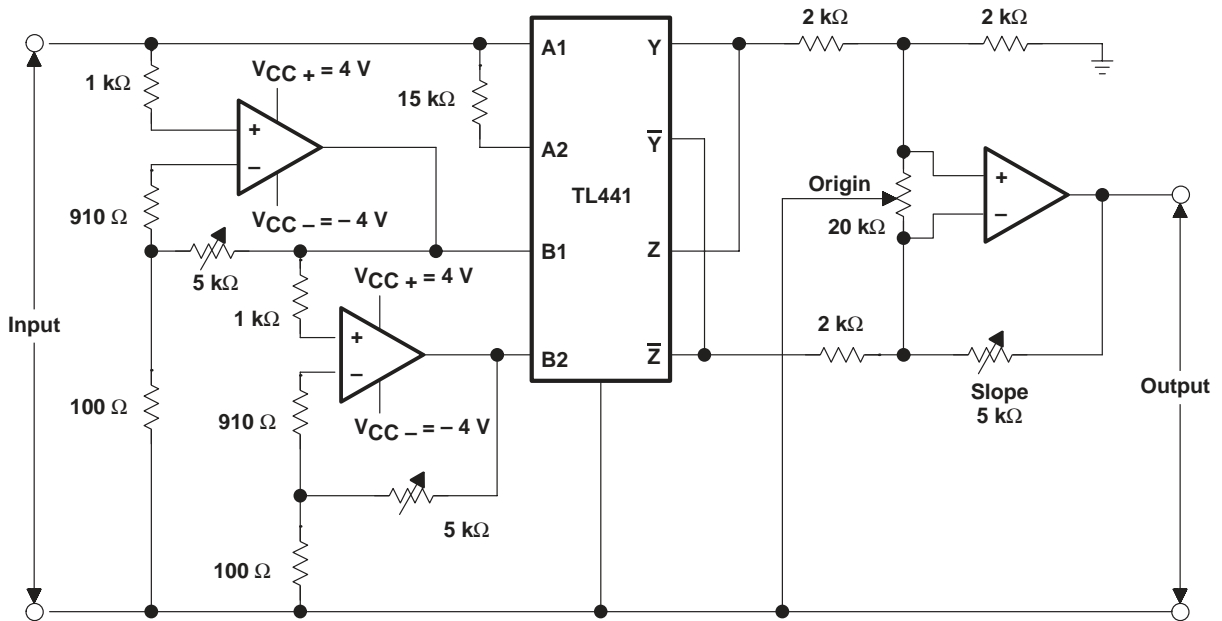 2 kΩ
2 kΩ
A1
Y
1 kΩ
VCC + = 4 V
15 kΩ
+
–
A2
Y̅
TL441
Origin
20 kΩ
+
–
910 Ω
VCC – = – 4 V
5 kΩ
B1
Z
VCC + = 4 V
1 kΩ
Input
+
–
2 kΩ
B2
Z̅
Slope
5 kΩ
Output
100 Ω
910 Ω
VCC – = – 4 V
5 kΩ
100 Ω